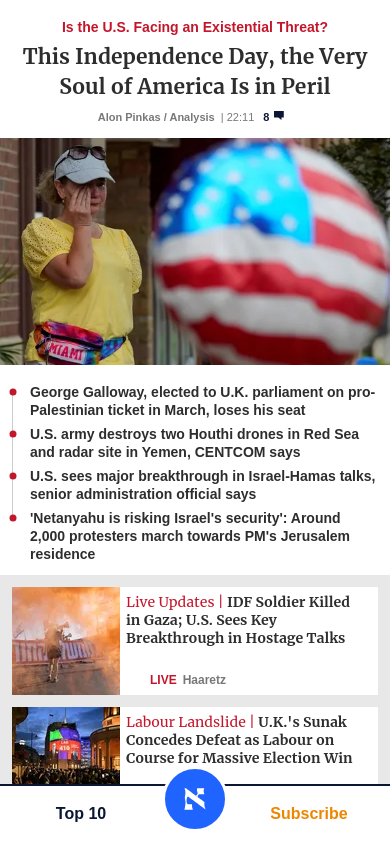 Is the U.S. Facing an Existential Threat?
This Independence Day, the Very
Soul of America Is in Peril
Alon Pinkas / Analysis | 22:11 8
MIAMI
George Galloway, elected to U.K. parliament on pro-
Palestinian ticket in March, loses his seat
U.S. army destroys two Houthi drones in Red Sea
and radar site in Yemen, CENTCOM says
U.S. sees major breakthrough in Israel-Hamas talks,
senior administration official says
'Netanyahu is risking Israel's security': Around
2,000 protesters march towards PM's Jerusalem
residence
Live Updates | IDF Soldier Killed
in Gaza; U.S. Sees Key
Breakthrough in Hostage Talks
LIVE Haaretz
Labour Landslide | U.K.'s Sunak
Concedes Defeat as Labour on
Course for Massive Election Win
Top 10
Subscribe